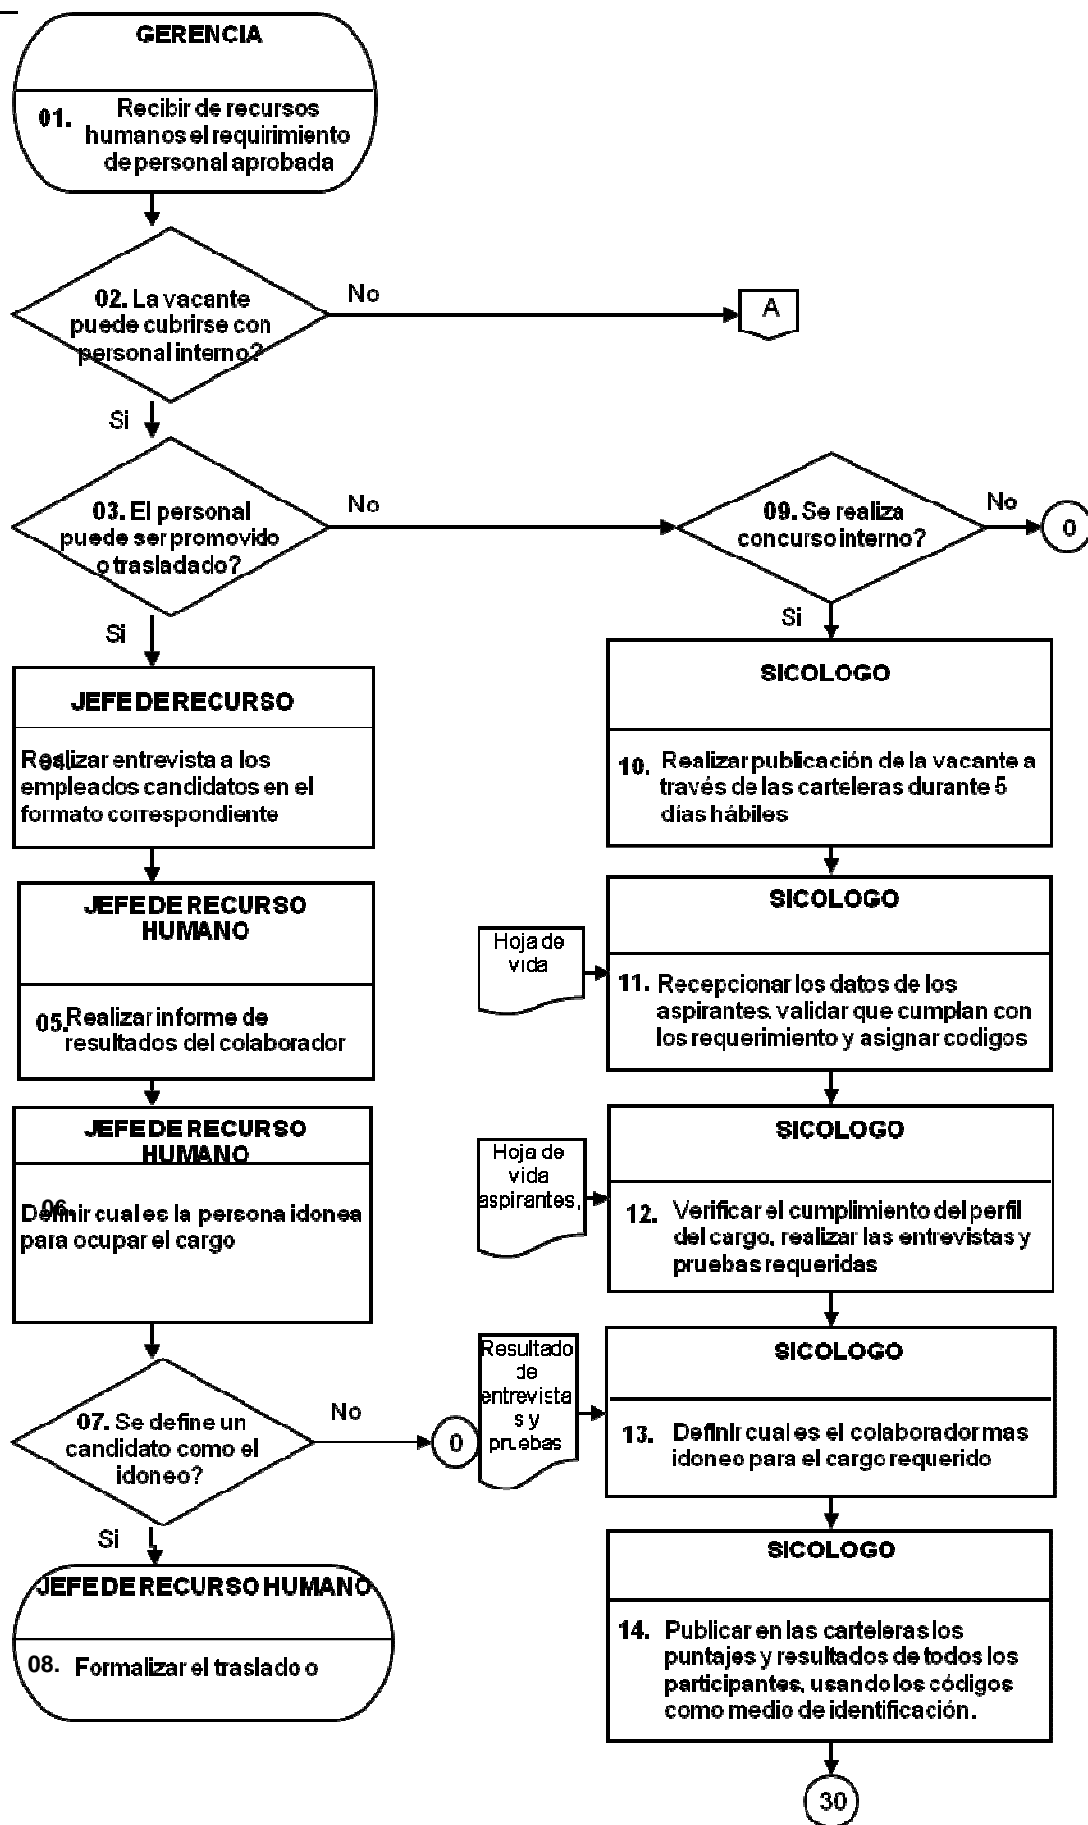 GERENCIA
01. Recibir de recursos
humanos el requirimiento
de personal aprobada
02. La vacante
puede cubrirse con
personal interno?
No
A
Si
03. El personal
puede ser promovido
o trasladado?
No
09. Se realiza
concurso interno?
No
0
Si
Si
JEFE DE RECURSO
04.
Realizar entrevista a los
empleados candidatos en el
formato correspondiente
JEFE DE RECURSO
HUMANO
05. Realizar informe de
resultados del colaborador
JEFE DE RECURSO
HUMANO
06.
Definir cual es la persona idonea
para ocupar el cargo
07. Se define un
candidato como el
idoneo?
No
0
Si
JEFE DE RECURSO HUMANO
08. Formalizar el traslado o
SICOLOGO
10. Realizar publicación de la vacante a
través de las carteleras durante 5
días hábiles
Hoja de
vida
SICOLOGO
11. Recepcionar los datos de los
aspirantes, validar que cumplan con
los requerimiento y asignar codigos
Hoja de
vida
aspirantes,
SICOLOGO
12. Verificar el cumplimiento del perfil
del cargo, realizar las entrevistas y
pruebas requeridas
Resultado
de
entrevista
s y
pruebas
SICOLOGO
13. Definir cual es el colaborador mas
idoneo para el cargo requerido
SICOLOGO
14. Publicar en las carteleras los
puntajes y resultados de todos los
participantes, usando los códigos
como medio de identificación.
30